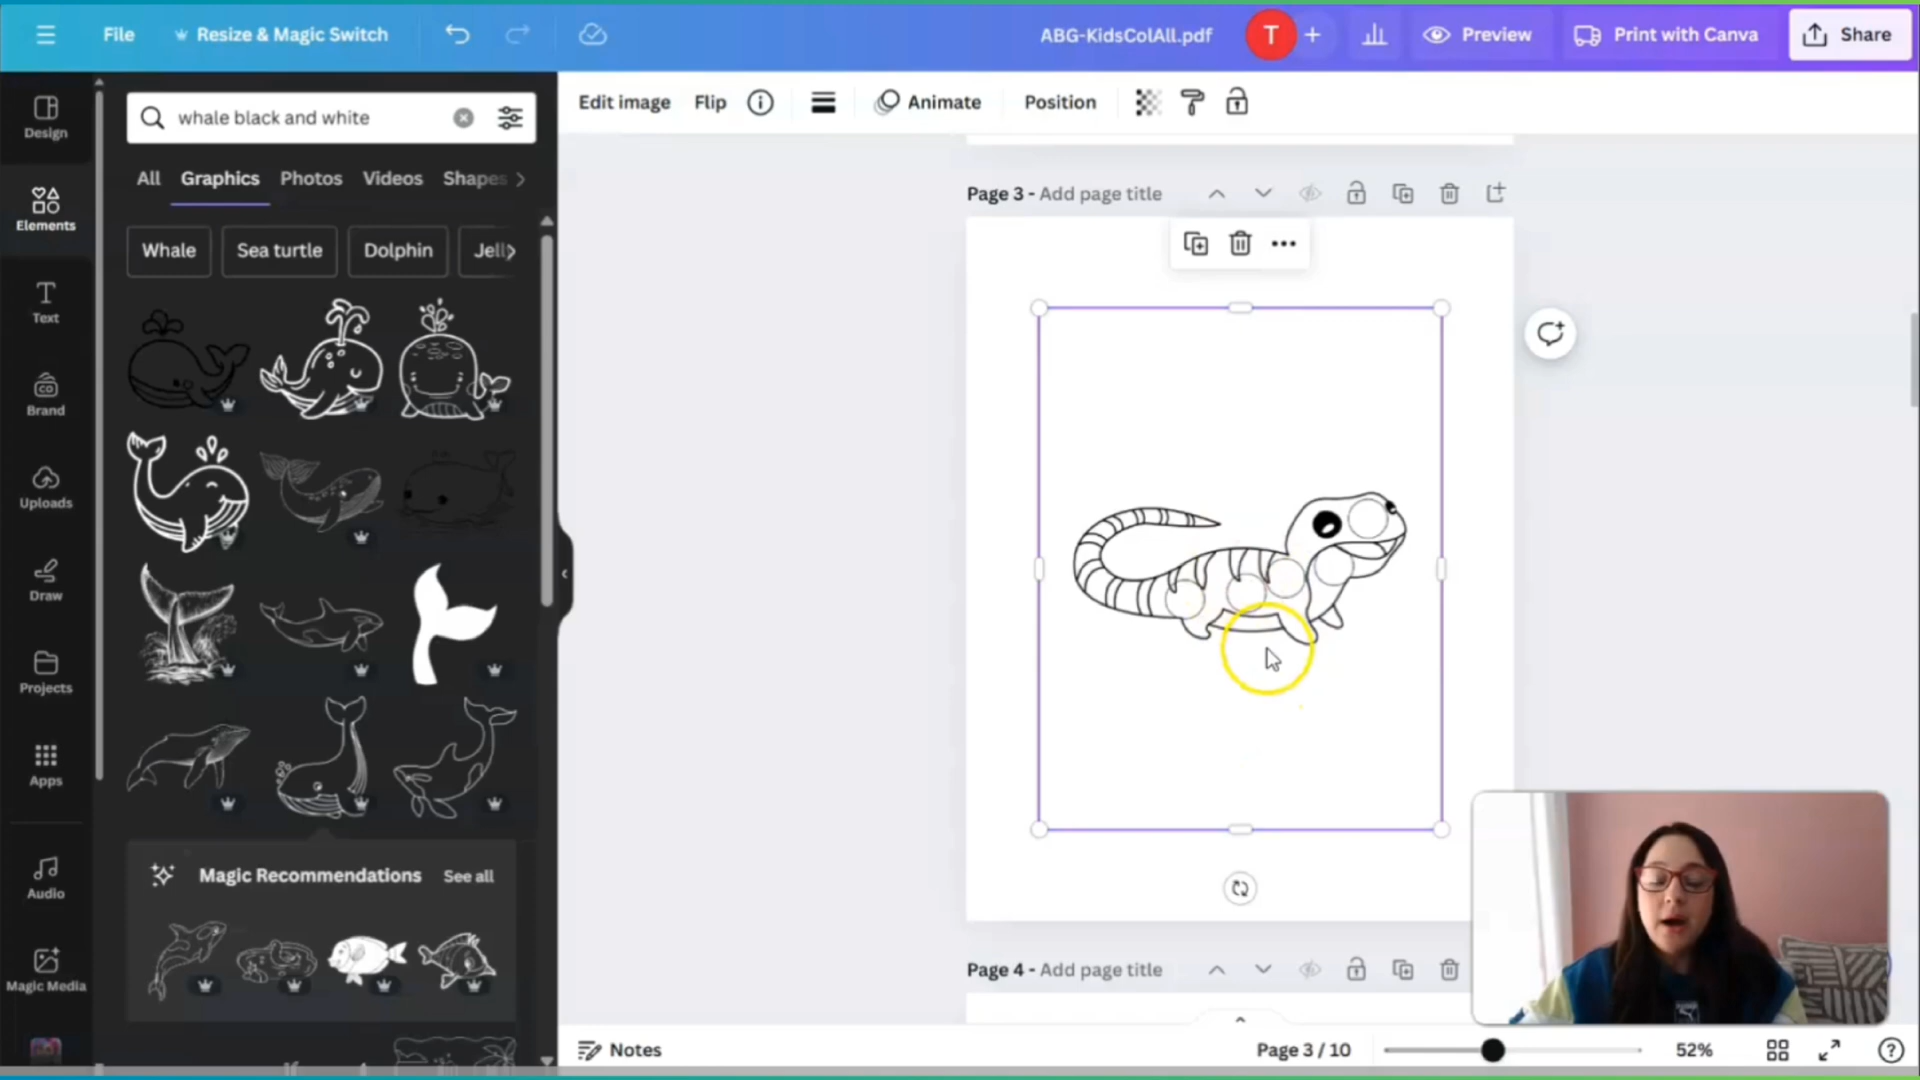 File
Resize & Magic Switch
ABG-KidsColAll.pdf
T
Preview
Print with Canva
Share
Design
Elements
Text
Brand
Uploads
Draw
Projects
Apps
Audio
Magic Media
whale black and white
All
Graphics
Photos
Videos
Shapes
Whale
Sea turtle
Dolphin
Jell
Magic Recommendations
See all
Edit image
Flip
Animate
Position
Page 3 - Add page title
Page 4 - Add page title
Notes
Page 3 / 10
52%